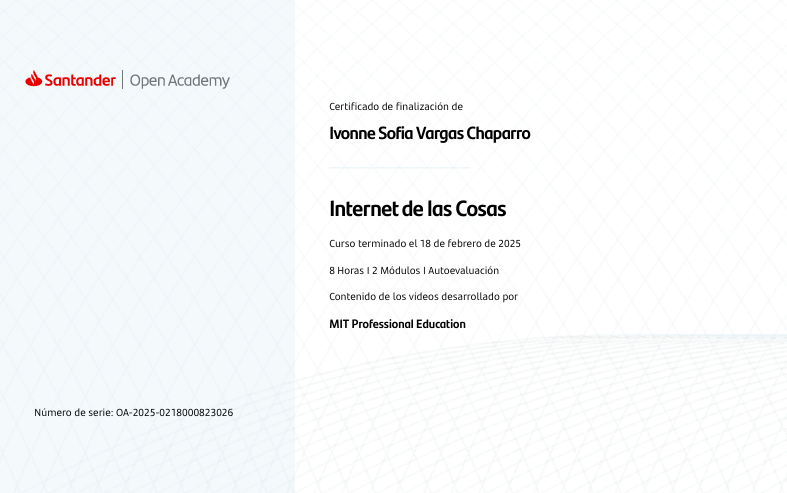 Santander | Open Academy
Certificado de finalización de
Ivonne Sofia Vargas Chaparro
Internet de las Cosas
Curso terminado el 18 de febrero de 2025
8 Horas I 2 Módulos I Autoevaluación
Contenido de los videos desarrollado por
MIT Professional Education
Número de serie: OA-2025-0218000823026